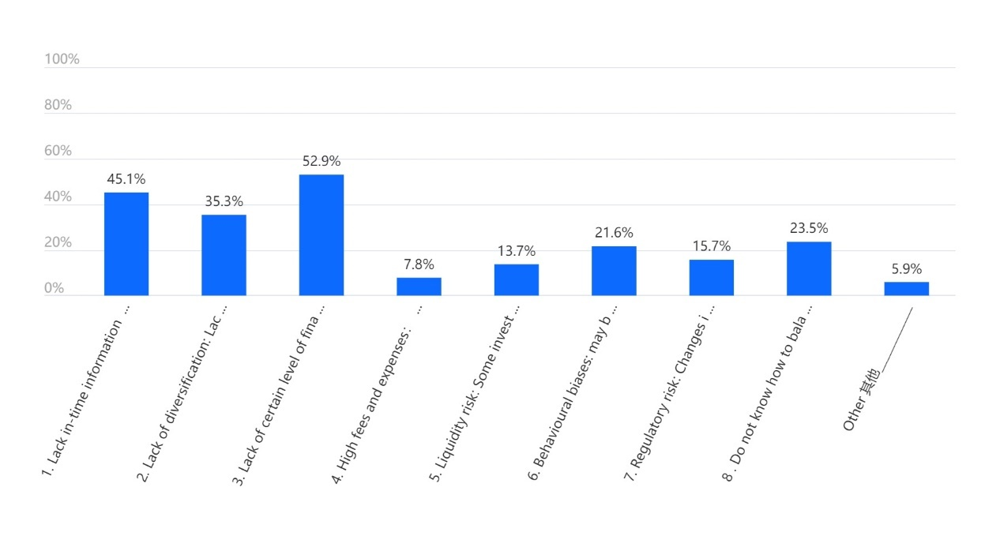 100%
80%
60%
40%
20%
0%
45.1%
35.3%
52.9%
7.8%
13.7%
21.6%
15.7%
23.5%
5.9%
1. Lack in-time information ...
2. Lack of diversification: Lac ...
3. Lack of certain level of fina ...
4. High fees and expenses: ...
5. Liquidity risk: Some invest ...
6. Behavioural biases: may b ...
7. Regulatory risk: Changes i ...
8 . Do not know how to bala ...
Other 其他 ________